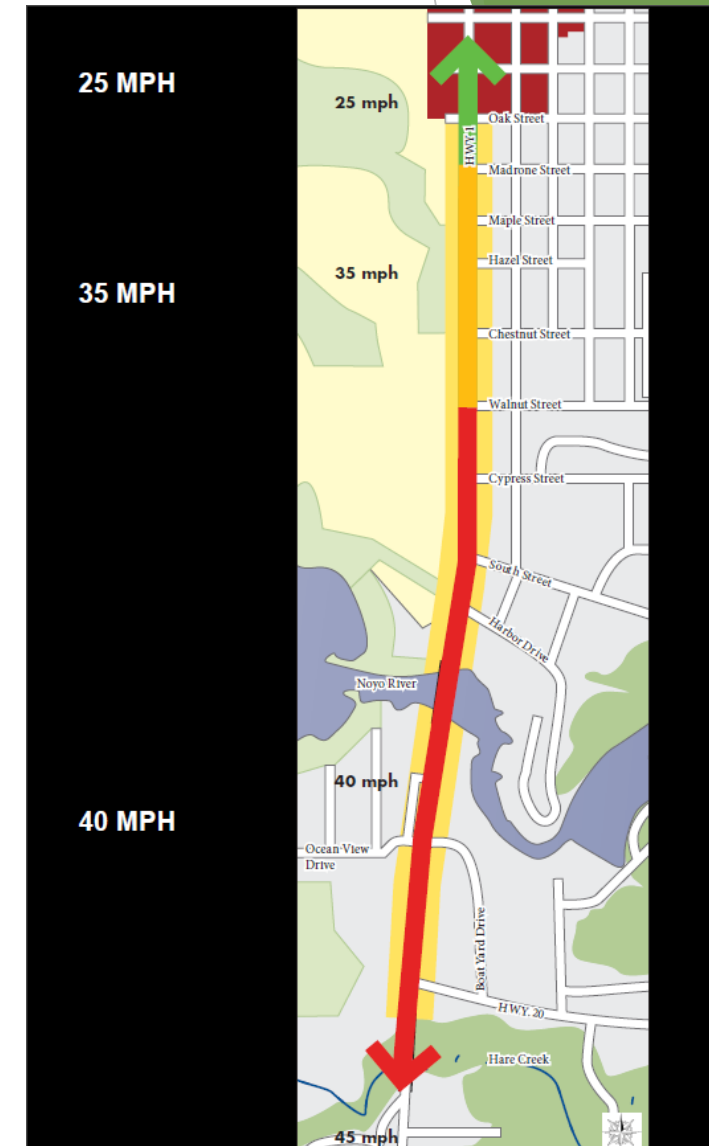 25 MPH
25 mph
HWY 1
Oak Street
Madrone Street
Maple Street
Hazel Street
35 mph
35 MPH
Chestnut Street
Walnut Street
Cypress Street
South Street
Harbor Drive
Noyo River
40 mph
40 MPH
Ocean View
Drive
Boat Yard Drive
HWY. 20
Hare Creek
45 mph